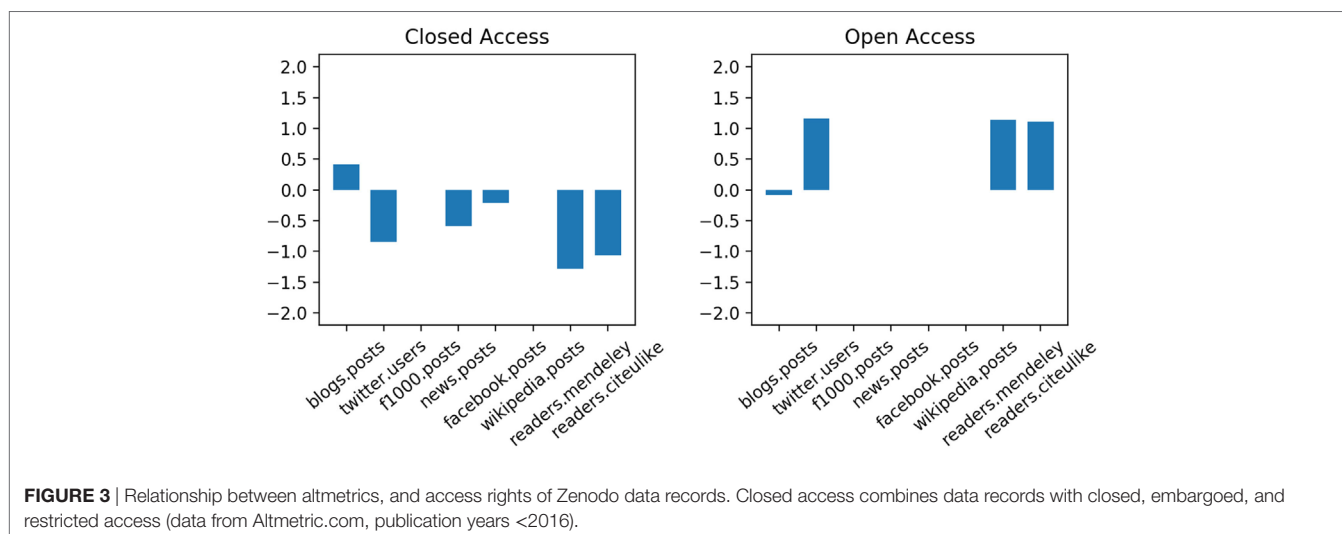 Closed Access
2.0
1.5
1.0
0.5
0.0
−0.5
−1.0
−1.5
−2.0
blogs.posts
twitter.users
f1000.posts
news.posts
facebook.posts
wikipedia.posts
readers.mendeley
readers.citeulike
Open Access
2.0
1.5
1.0
0.5
0.0
−0.5
−1.0
−1.5
−2.0
blogs.posts
twitter.users
f1000.posts
news.posts
facebook.posts
wikipedia.posts
readers.mendeley
readers.citeulike
FIGURE 3 | Relationship between altmetrics, and access rights of Zenodo data records. Closed access combines data records with closed, embargoed, and
restricted access (data from Altmetric.com, publication years <2016).